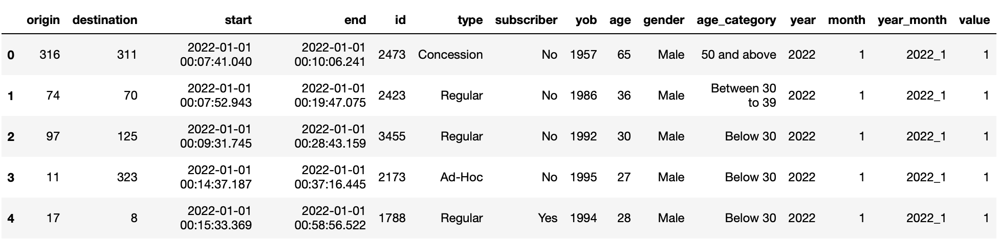 origin destination start end id type subscriber yob age gender age_category year month year_month value
0 316 311 2022-01-01 00:07:41.040 2022-01-01 00:10:06.241 2473 Concession No 1957 65 Male 50 and above 2022 1 2022_1 1
1 74 70 2022-01-01 00:07:52.943 2022-01-01 00:19:47.075 2423 Regular No 1986 36 Male Between 30 to 39 2022 1 2022_1 1
2 97 125 2022-01-01 00:09:31.745 2022-01-01 00:28:43.159 3455 Regular No 1992 30 Male Below 30 2022 1 2022_1 1
3 11 323 2022-01-01 00:14:37.187 2022-01-01 00:37:16.445 2173 Ad-Hoc No 1995 27 Male Below 30 2022 1 2022_1 1
4 17 8 2022-01-01 00:15:33.369 2022-01-01 00:58:56.522 1788 Regular Yes 1994 28 Male Below 30 2022 1 2022_1 1